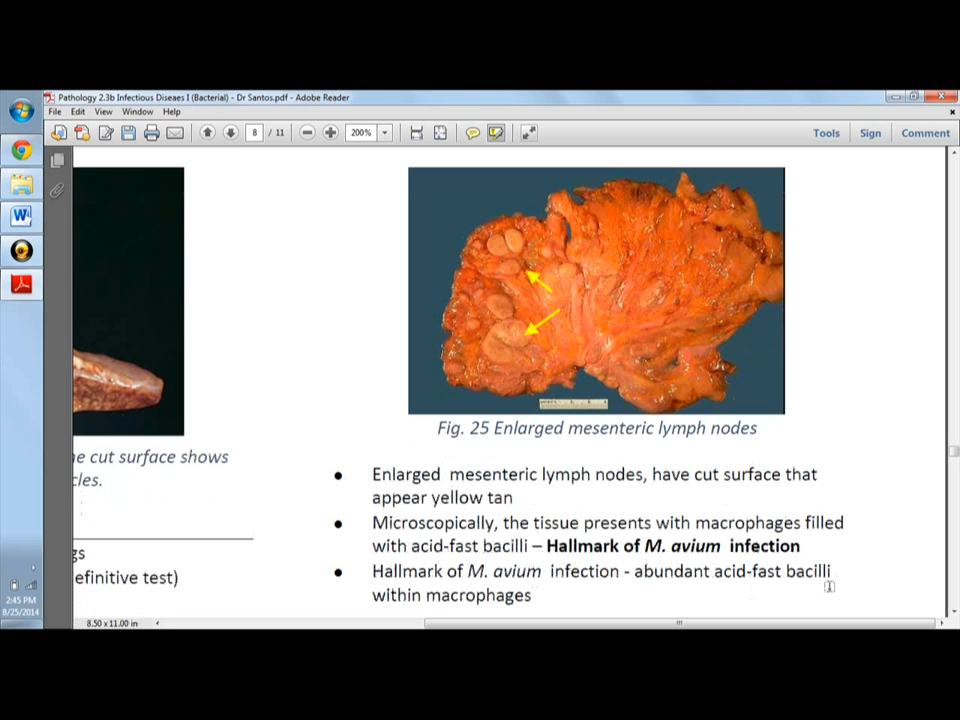 Pathology 2.3b Infectious Diseaes I (Bacterial) - Dr Santos.pdf - Adobe Reader
File Edit View Window Help
8 / 11 200% Tools Sign Comment
Fig. 25 Enlarged mesenteric lymph nodes
e cut surface shows
cles.
● Enlarged mesenteric lymph nodes, have cut surface that
appear yellow tan
● Microscopically, the tissue presents with macrophages filled
with acid-fast bacilli – Hallmark of M. avium infection
● Hallmark of M. avium infection - abundant acid-fast bacilli
within macrophages
gs
efinitive test)
2:45 PM
8/25/2014
8.50 x 11.00 in